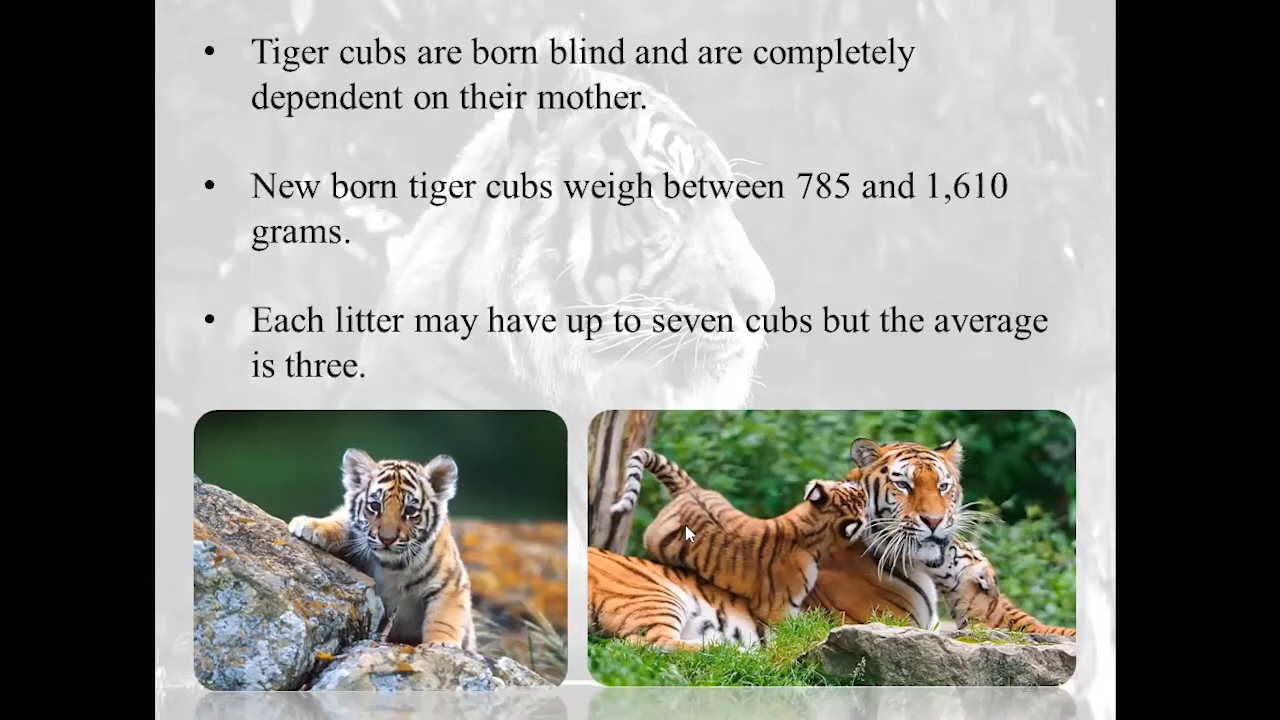 • Tiger cubs are born blind and are completely
dependent on their mother.
• New born tiger cubs weigh between 785 and 1,610
grams.
• Each litter may have up to seven cubs but the average
is three.